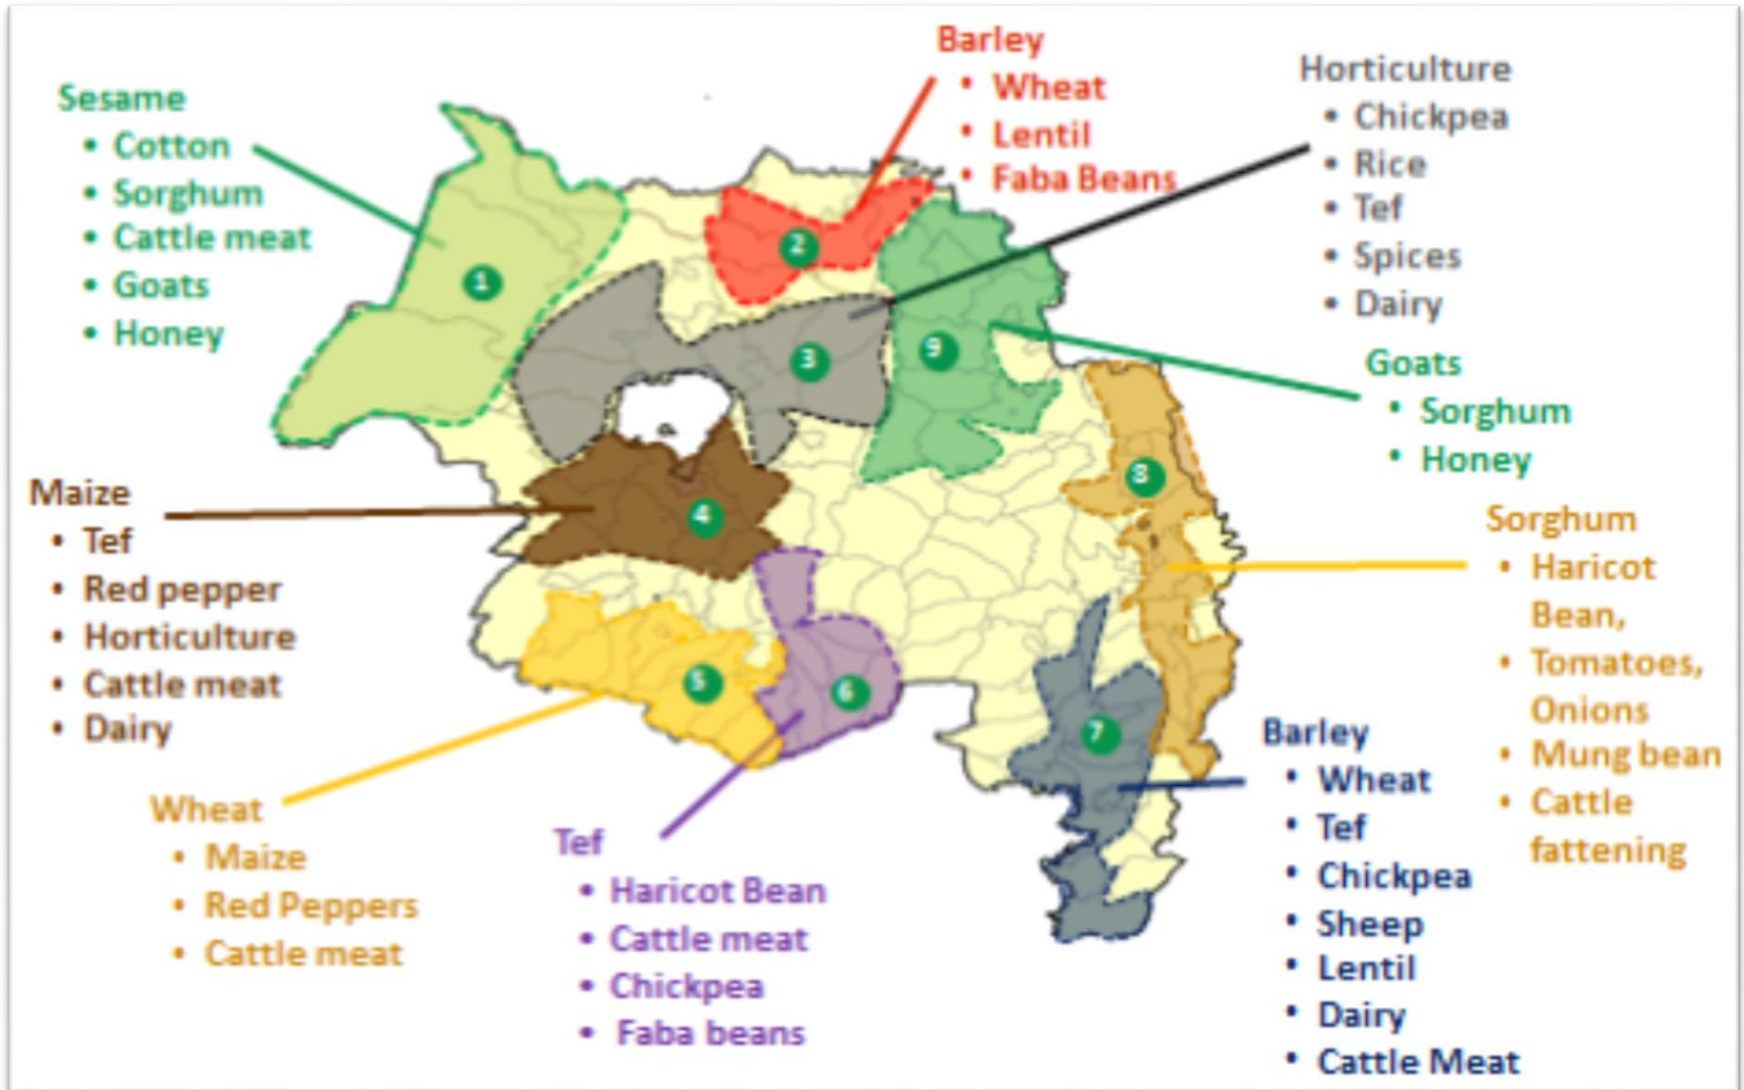 Sesame
• Cotton
• Sorghum
• Cattle meat
• Goats
• Honey
Barley
• Wheat
• Lentil
• Faba Beans
Horticulture
• Chickpea
• Rice
• Tef
• Spices
• Dairy
Goats
• Sorghum
• Honey
Sorghum
• Haricot
Bean,
• Tomatoes,
Onions
• Mung bean
• Cattle
fattening
Maize
• Tef
• Red pepper
• Horticulture
• Cattle meat
• Dairy
Wheat
• Maize
• Red Peppers
• Cattle meat
Tef
• Haricot Bean
• Cattle meat
• Chickpea
• Faba beans
Barley
• Wheat
• Tef
• Chickpea
• Sheep
• Lentil
• Dairy
• Cattle Meat
1
2
3
4
5
6
7
8
9